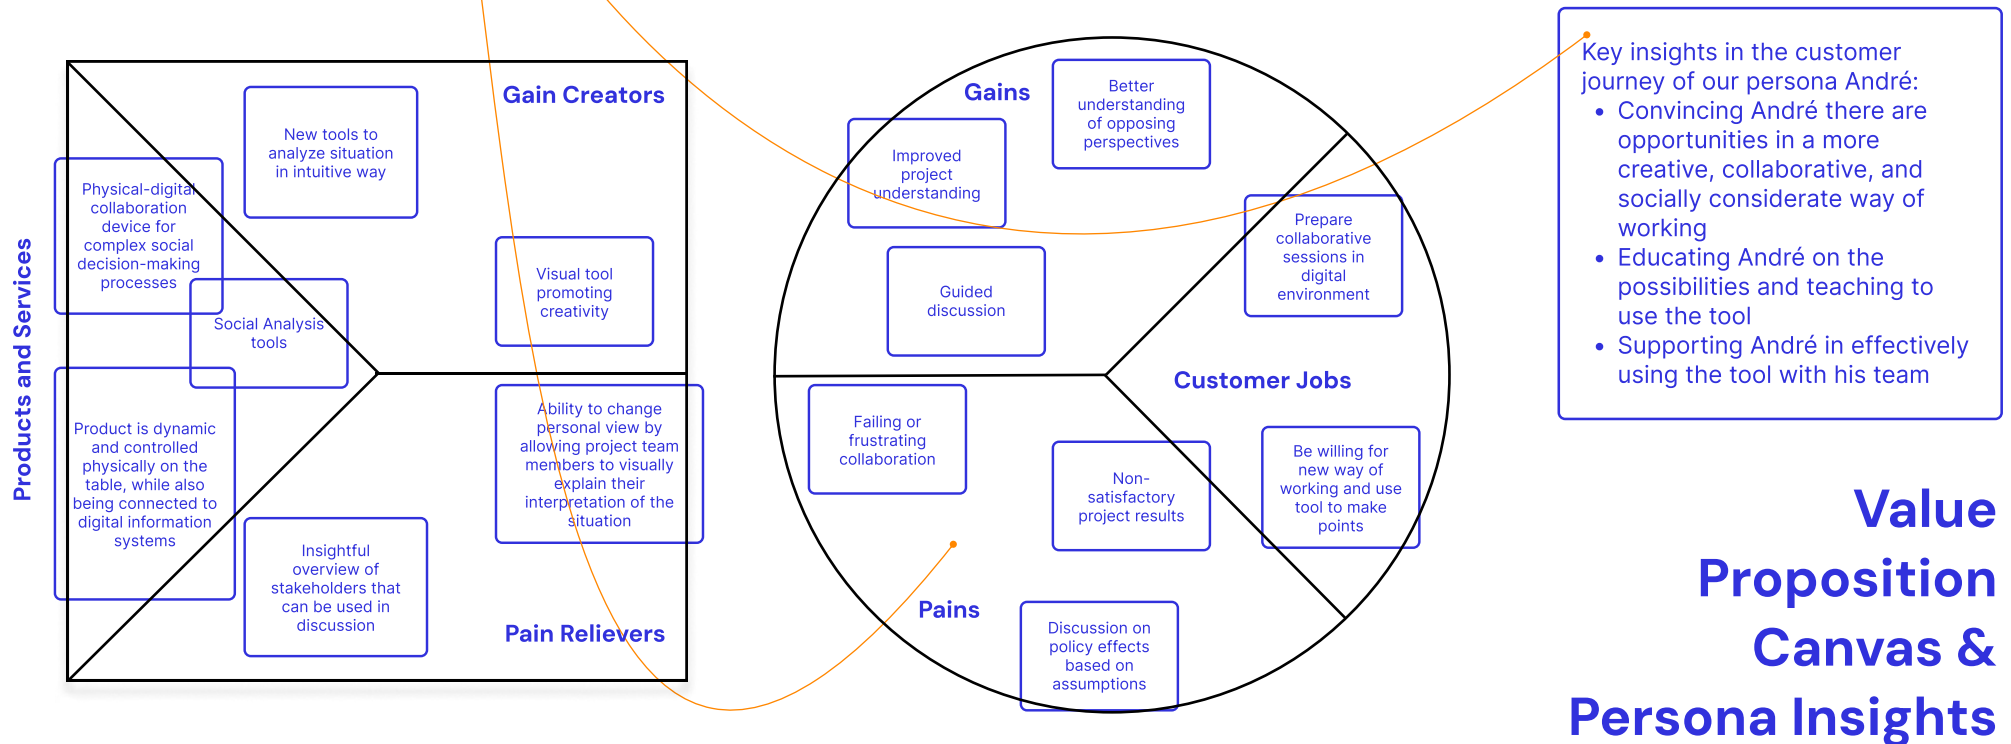 Products and Services
Gain Creators
New tools to
analyze situation
in intuitive way
Physical-digital
collaboration
device for
complex social
decision-making
processes
Visual tool
promoting
creativity
Social Analysis
tools
Product is dynamic
and controlled
physically on the
table, while also
being connected to
digital information
systems
Ability to change
personal view by
allowing project team
members to visually
explain their
interpretation of the
situation
Insightful
overview of
stakeholders that
can be used in
discussion
Pain Relievers
Gains
Better
understanding
of opposing
perspectives
Improved
project
understanding
Guided
discussion
Prepare
collaborative
sessions in
digital
environment
Customer Jobs
Be willing for
new way of
working and use
tool to make
points
Failing or
frustrating
collaboration
Non-
satisfactory
project results
Pains
Discussion on
policy effects
based on
assumptions
Key insights in the customer
journey of our persona André:
• Convincing André there are
opportunities in a more
creative, collaborative, and
socially considerate way of
working
• Educating André on the
possibilities and teaching to
use the tool
• Supporting André in effectively
using the tool with his team
Value
Proposition
Canvas &
Persona Insights